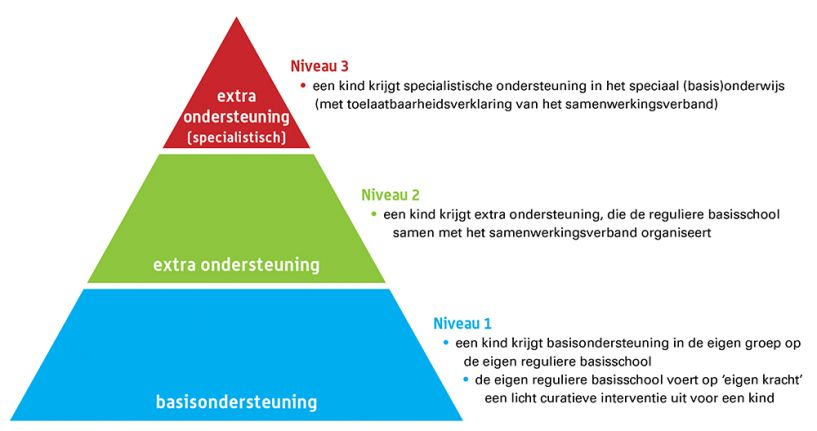 Niveau 3
• een kind krijgt specialistische ondersteuning in het speciaal (basis)onderwijs
(met toelaatbaarheidsverklaring van het samenwerkingsverband)
extra
ondersteuning
(specialistisch)
Niveau 2
• een kind krijgt extra ondersteuning, die de reguliere basisschool
samen met het samenwerkingsverband organiseert
extra ondersteuning
Niveau 1
• een kind krijgt basisondersteuning in de eigen groep op
de eigen reguliere basisschool
• de eigen reguliere basisschool voert op ‘eigen kracht’
een licht curatieve interventie uit voor een kind
basisondersteuning